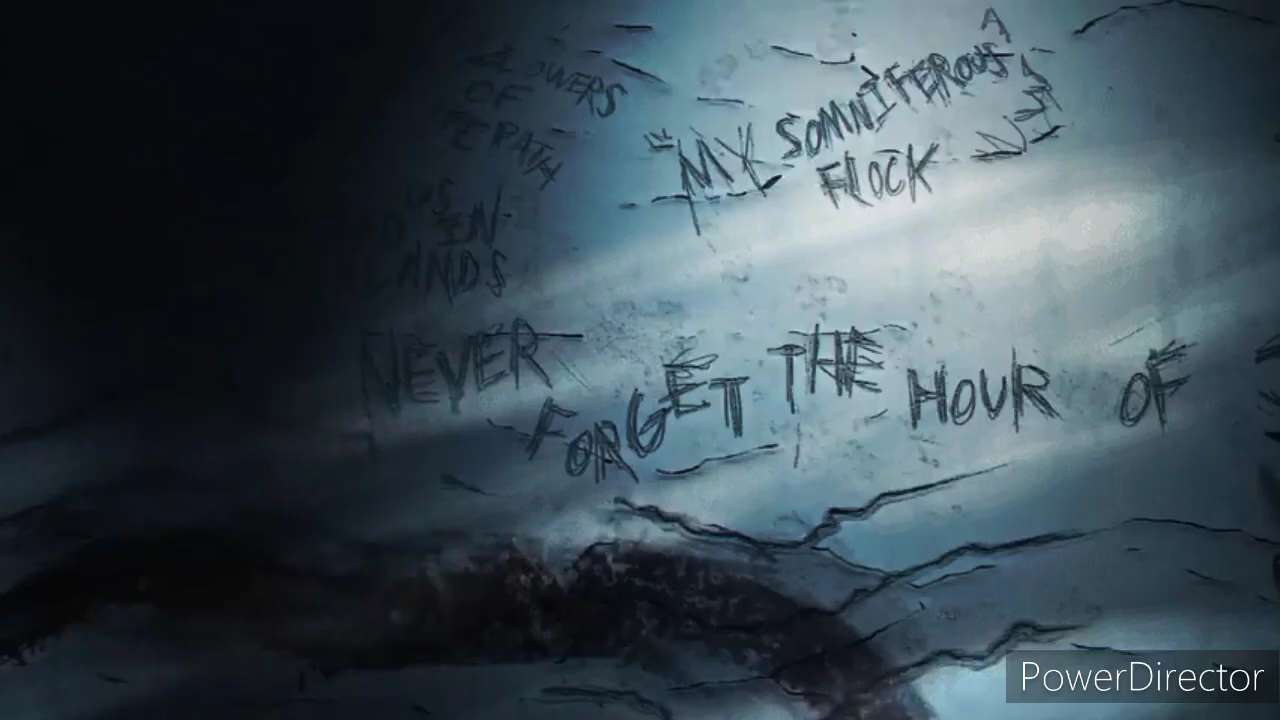 OWERS
OF
PATH
IN-
ANDS
"MY SOMNIFEROUS
FLOCK
A
NEVER
FORGET THE HOUR OF
PowerDirector